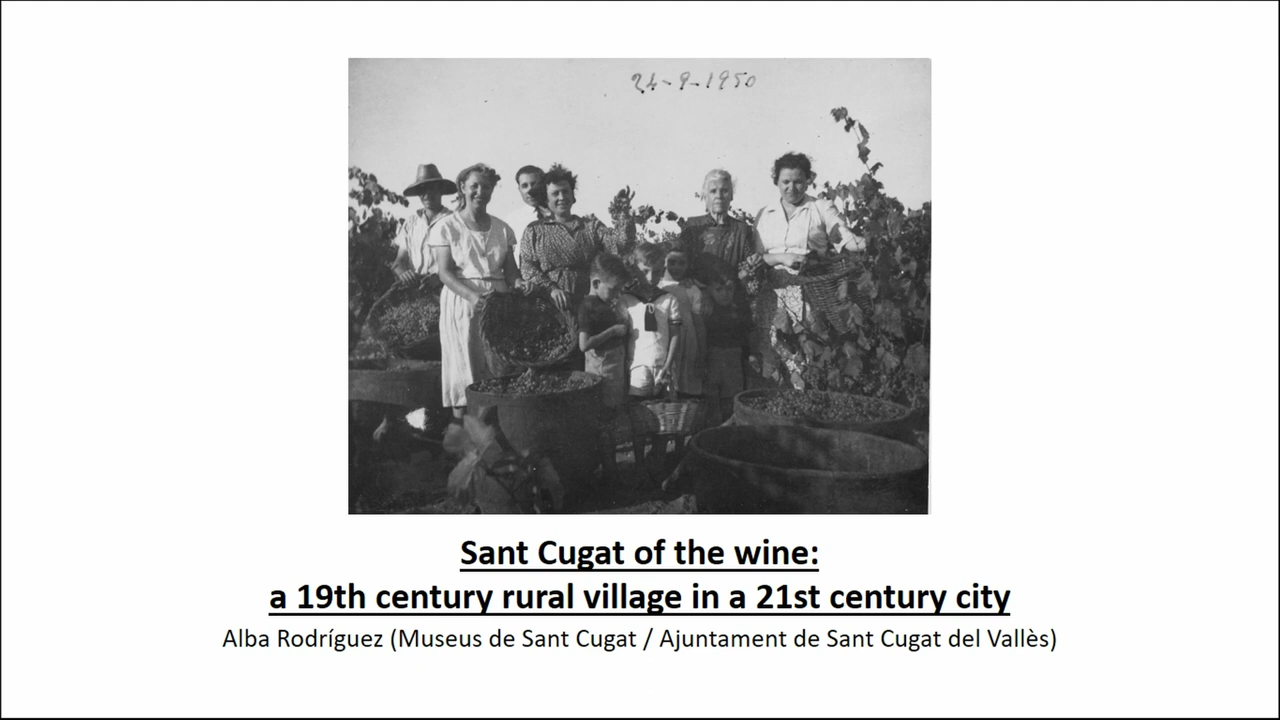 24-9-1950
Sant Cugat of the wine:
a 19th century rural village in a 21st century city
Alba Rodríguez (Museus de Sant Cugat / Ajuntament de Sant Cugat del Vallès)